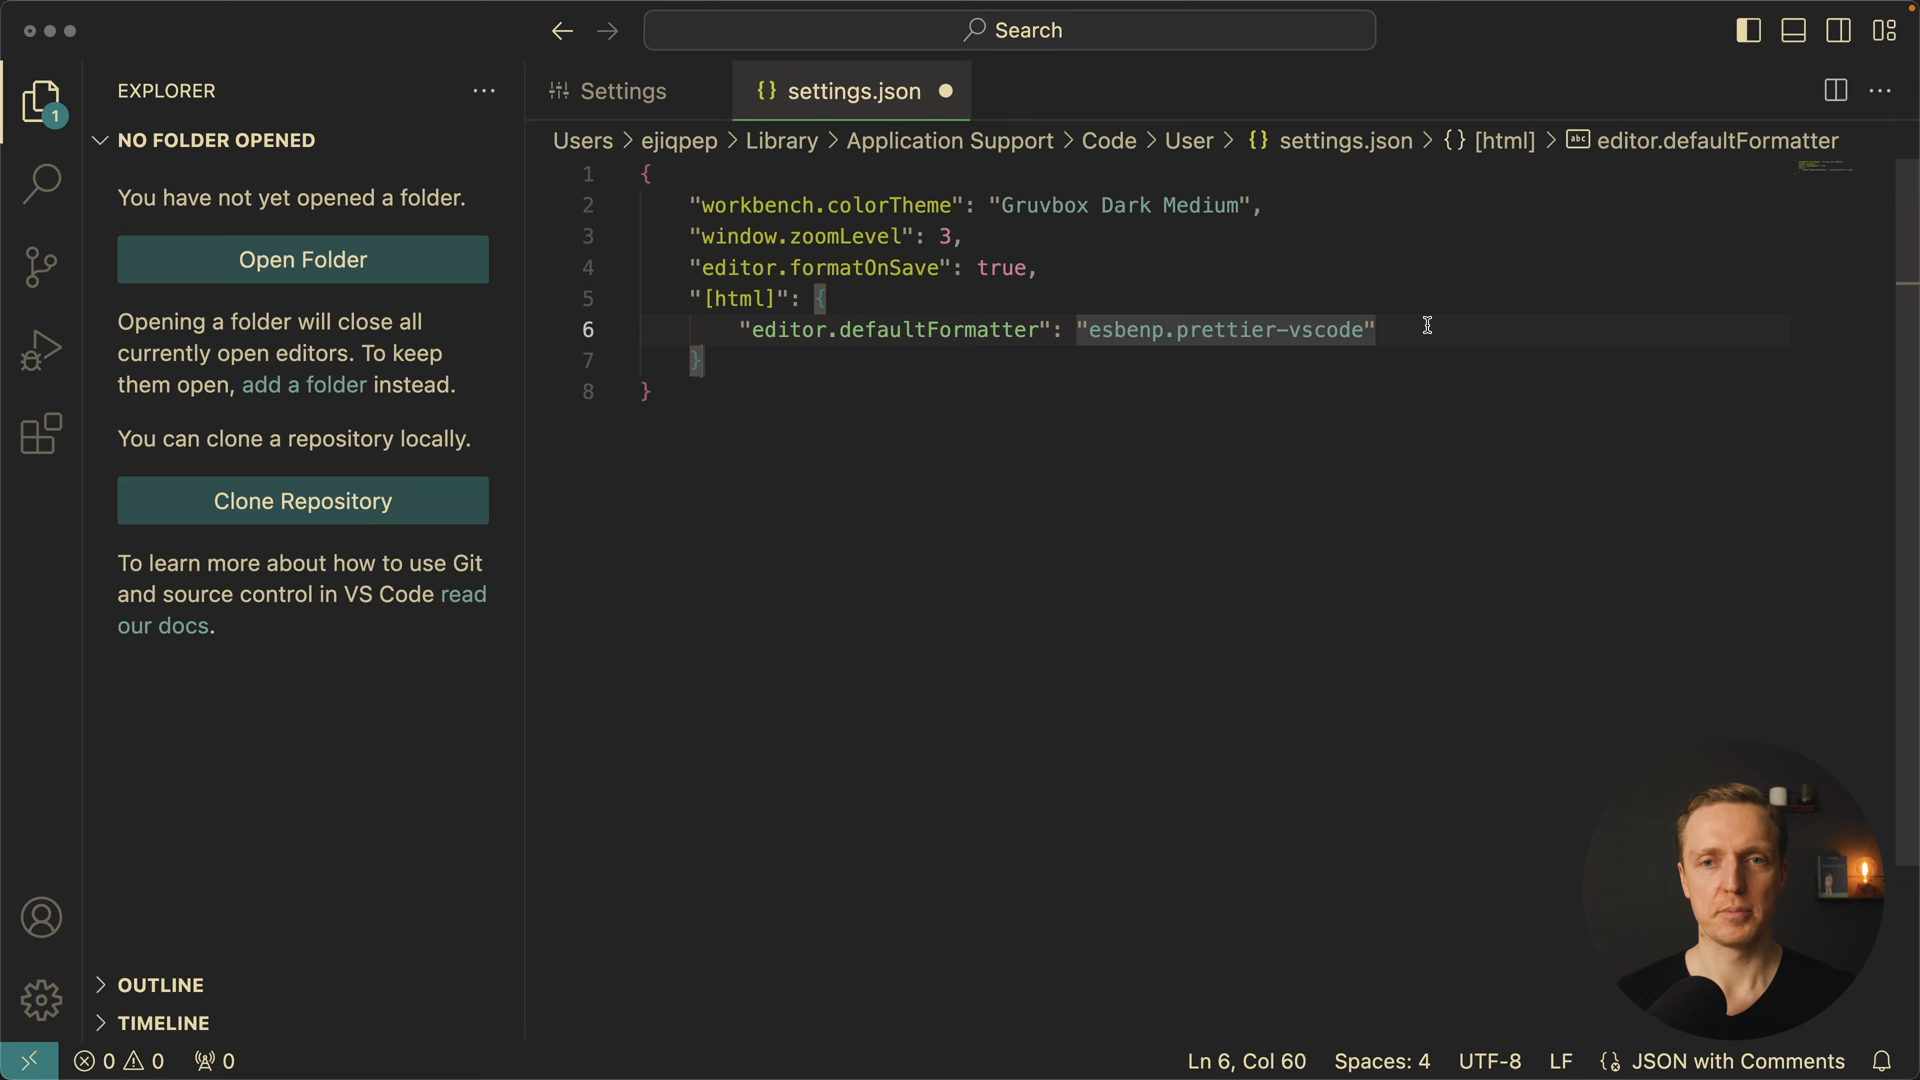 Search
EXPLORER
Settings
{} settings.json
1
NO FOLDER OPENED
Users > ejiqpep > Library > Application Support > Code > User > {} settings.json > {} [html] > abc editor.defaultFormatter
You have not yet opened a folder.
Open Folder
Opening a folder will close all
currently open editors. To keep
them open, add a folder instead.
You can clone a repository locally.
Clone Repository
To learn more about how to use Git
and source control in VS Code read
our docs.
OUTLINE
TIMELINE
1 {
2 "workbench.colorTheme": "Gruvbox Dark Medium",
3 "window.zoomLevel": 3,
4 "editor.formatOnSave": true,
5 "[html]": {
6 "editor.defaultFormatter": "esbenp.prettier-vscode"
7 }
8 }
0 0 0
Ln 6, Col 60 Spaces: 4 UTF-8 LF JSON with Comments